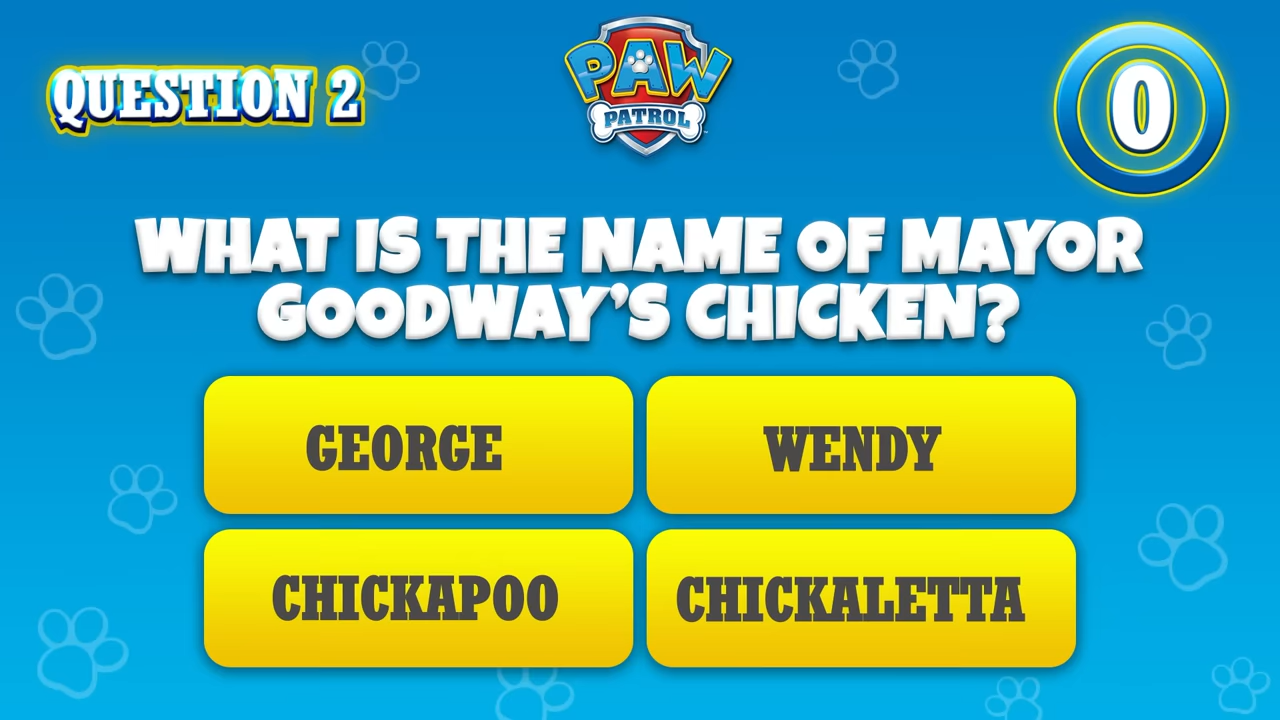 QUESTION 2
PAW
PATROL
0
WHAT IS THE NAME OF MAYOR
GOODWAY'S CHICKEN?
GEORGE
WENDY
CHICKAPOO
CHICKALETTA